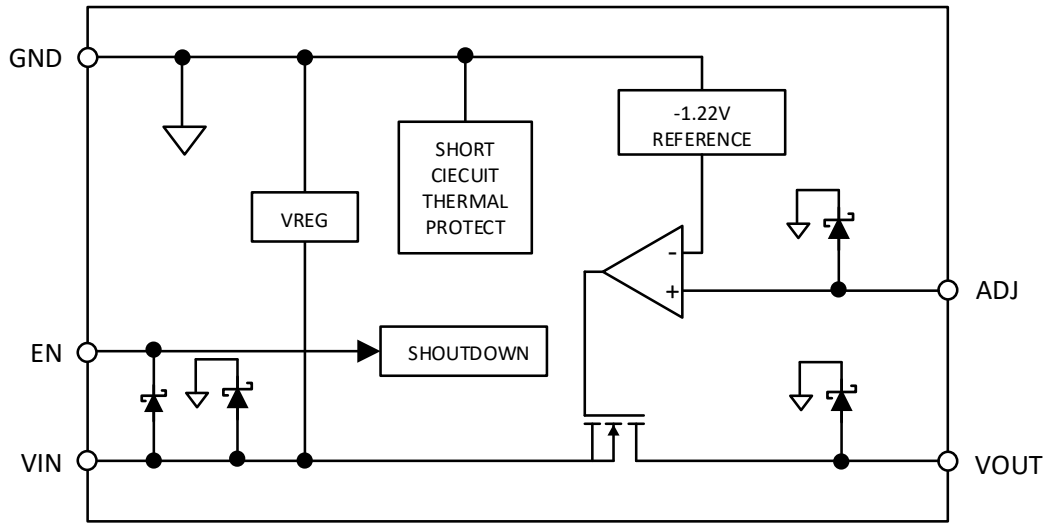 GND
-1.22V
REFERENCE
SHORT
CIECUIT
THERMAL
PROTECT
VREG
-
+
ADJ
EN
SHOUTDOWN
VIN
VOUT